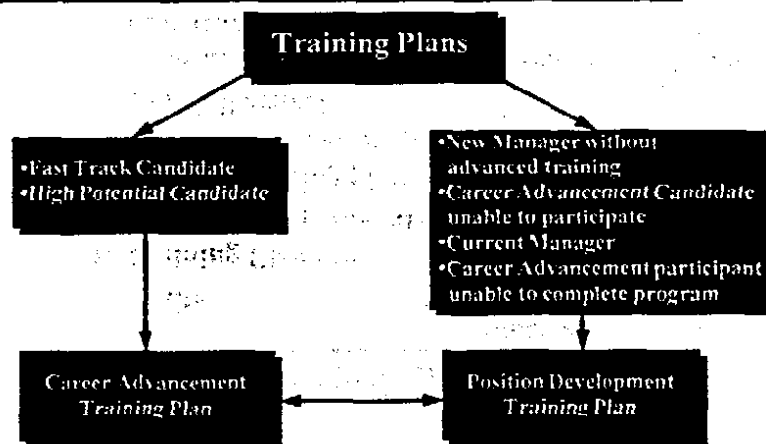 Training Plans
•Fast Track Candidate
•High Potential Candidate
•New Manager without
advanced training
•Career Advancement Candidate
unable to participate
•Current Manager
•Career Advancement participant
unable to complete program
Career Advancement
Training Plan
Position Development
Training Plan